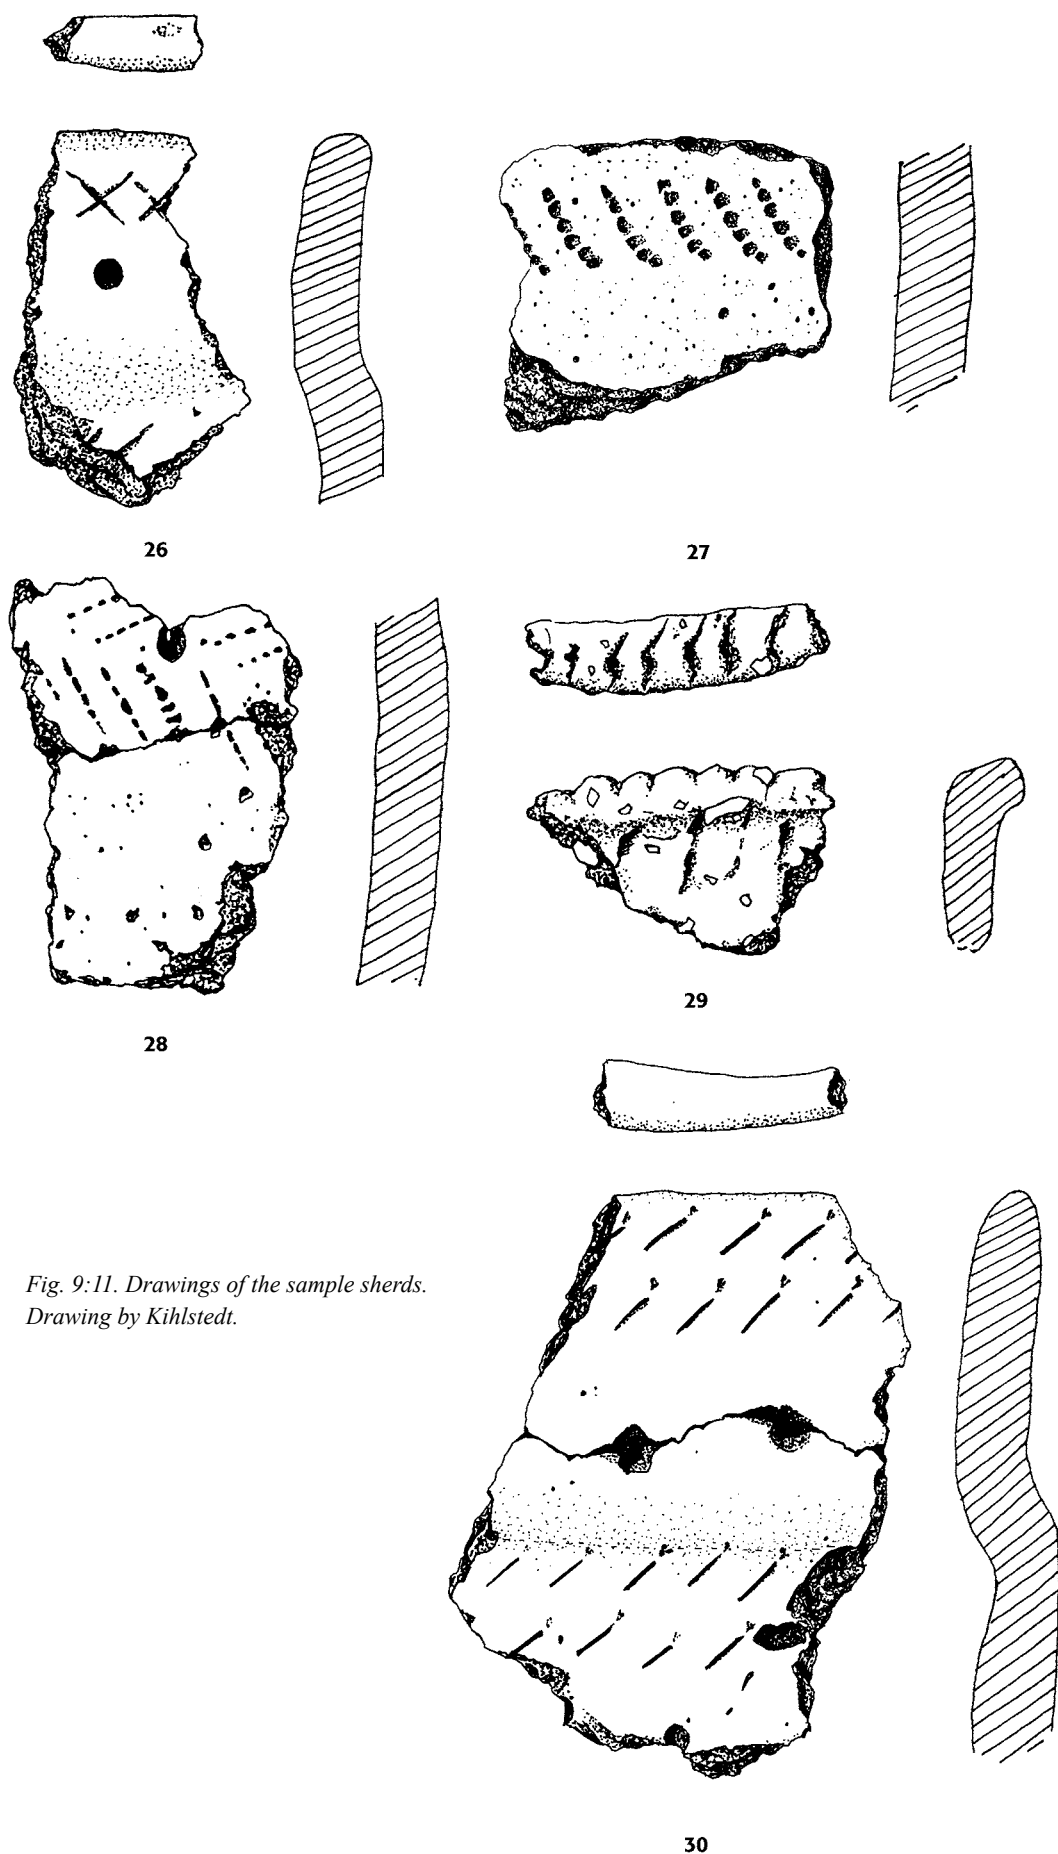 26
27
28
29
Fig. 9:11. Drawings of the sample sherds.
Drawing by Kihlstedt.
30